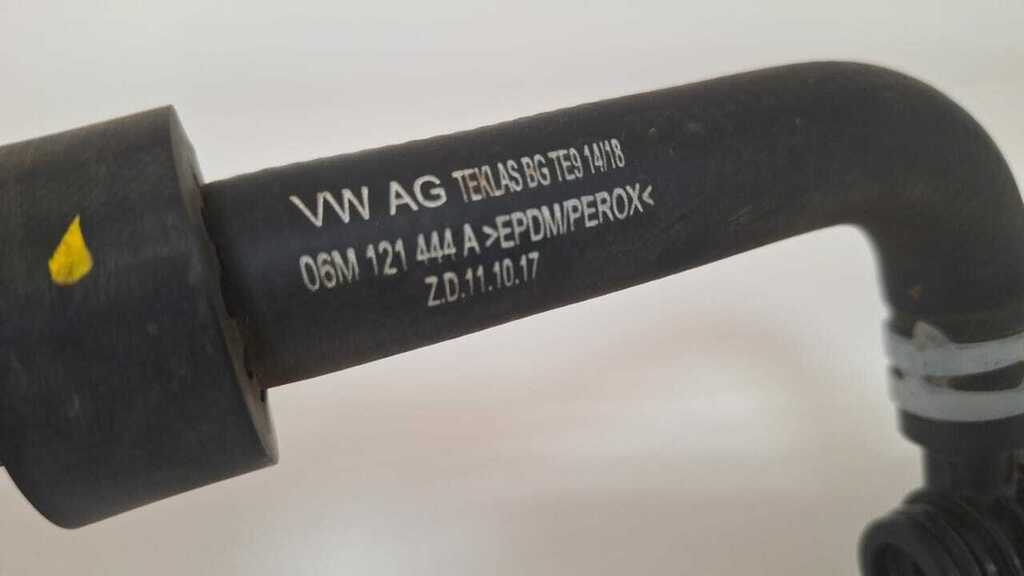 VW AG TEKLAS BG TE9 14/18
06M 121 444 A >EPDM/PEROX<
Z.D.11.10.17